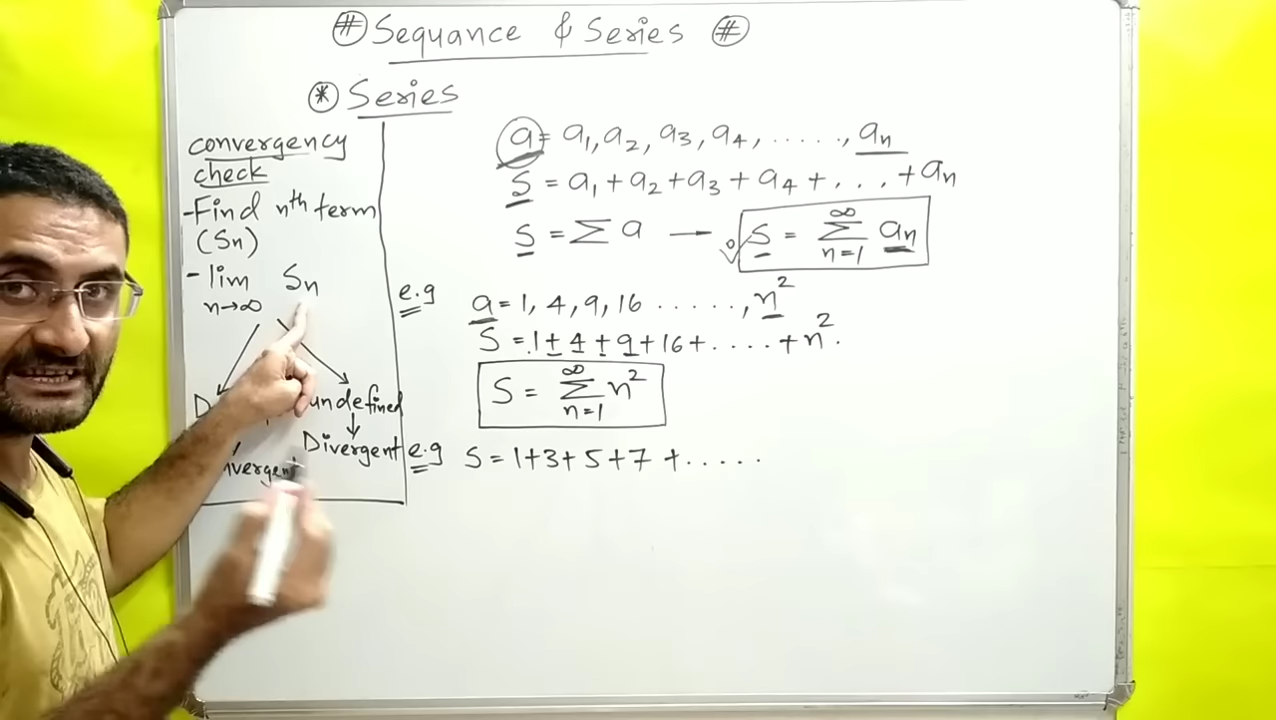 # Sequance & Series #
* Series
convergency
check
- Find nth term
(Sn)
- lim Sn
n→∞
undefined
Divergent
a = a1, a2, a3, a4, ......, an
S = a1 + a2 + a3 + a4 + . . . + an
S = ∑ a — S = ∑ an
∞
n=1
e.g a = 1, 4, 9, 16 ......, n²
S = 1 + 4 + 9 + 16 + .... + n².
S = ∑ n²
∞
n=1
e.g S = 1+3+5+7 + .....